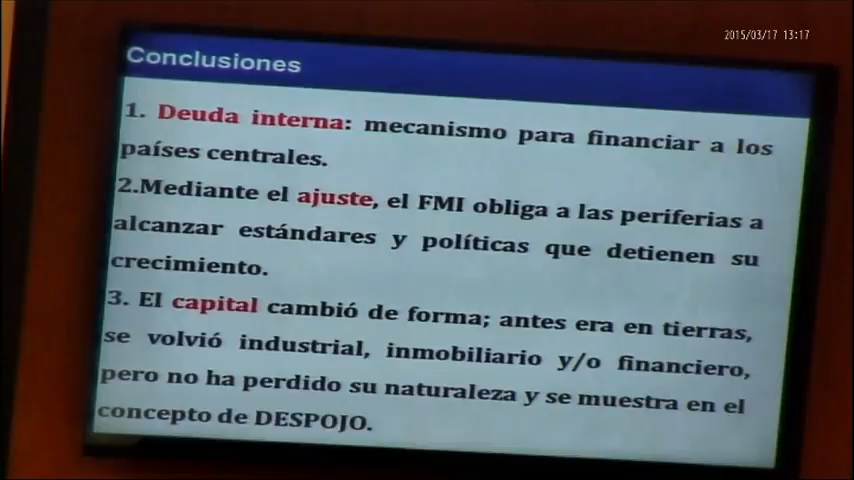 2015/03/17 13:17
Conclusiones
1. Deuda interna: mecanismo para financiar a los
países centrales.
2.Mediante el ajuste, el FMI obliga a las periferias a
alcanzar estándares y políticas que detienen su
crecimiento.
3. El capital cambió de forma; antes era en tierras,
se volvió industrial, inmobiliario y/o financiero,
pero no ha perdido su naturaleza y se muestra en el
concepto de DESPOJO.